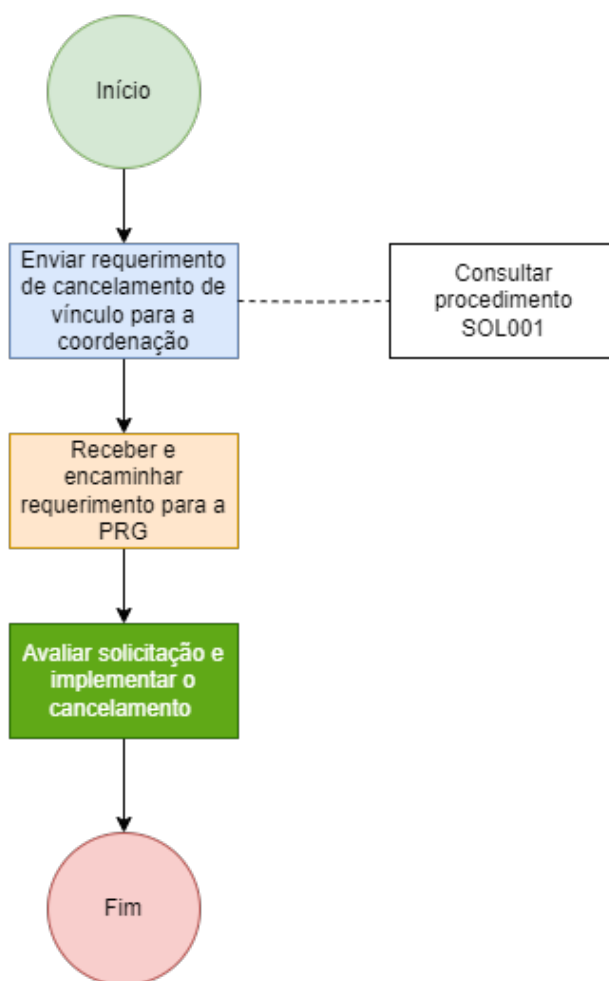 Início
Enviar requerimento
de cancelamento de
vínculo para a
coordenação
Consultar
procedimento
SOL001
Receber e
encaminhar
requerimento para a
PRG
Avaliar solicitação e
implementar o
cancelamento
Fim